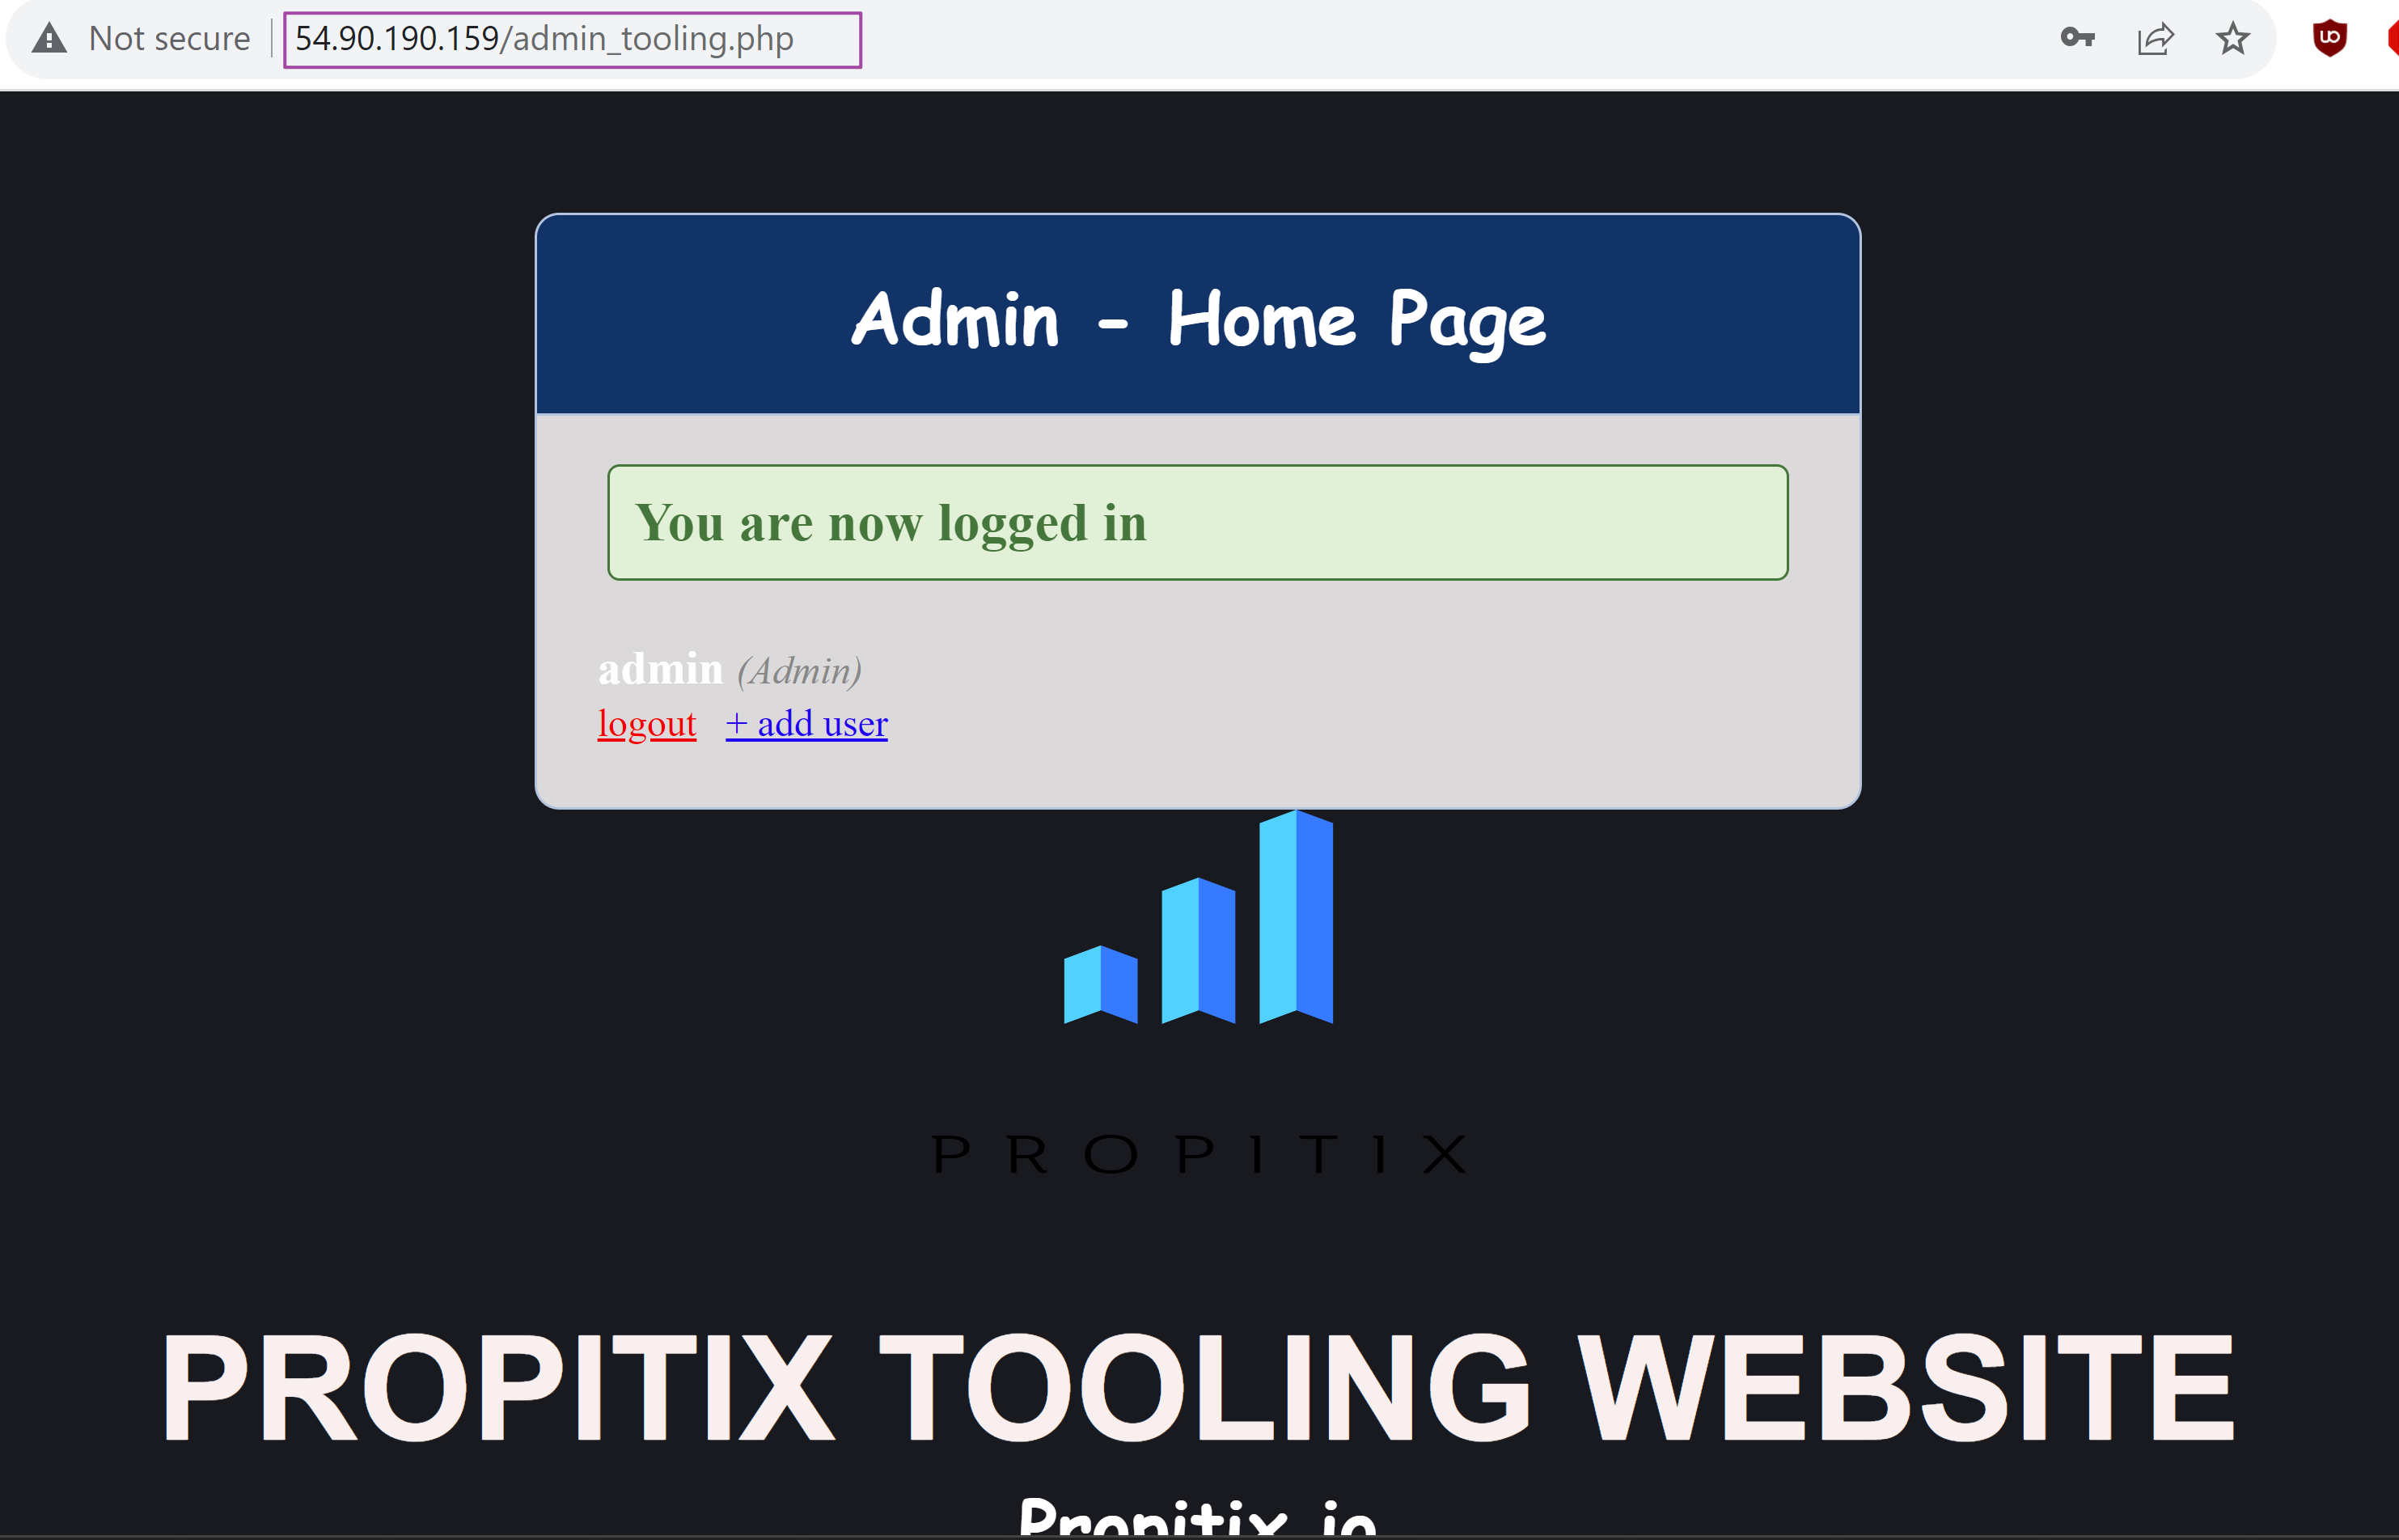 Not secure 54.90.190.159/admin_tooling.php
Admin - Home Page
You are now logged in
admin (Admin)
logout + add user
PROPITIX
PROPITIX TOOLING WEBSITE
Propitix.io